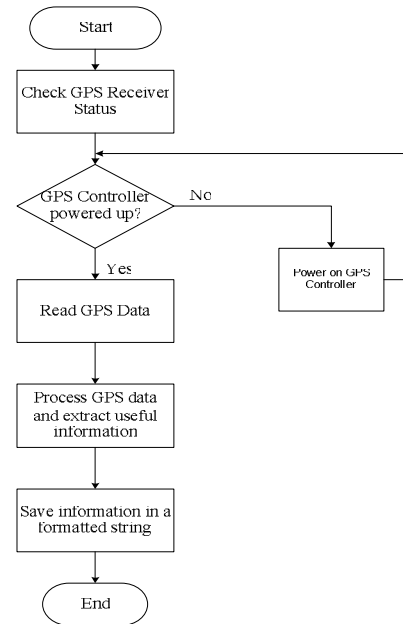 Start
Check GPS Receiver
Status
GPS Controller
powered up?
No
Yes
Power on GPS
Controller
Read GPS Data
Process GPS data
and extract useful
information
Save information in a
formatted string
End